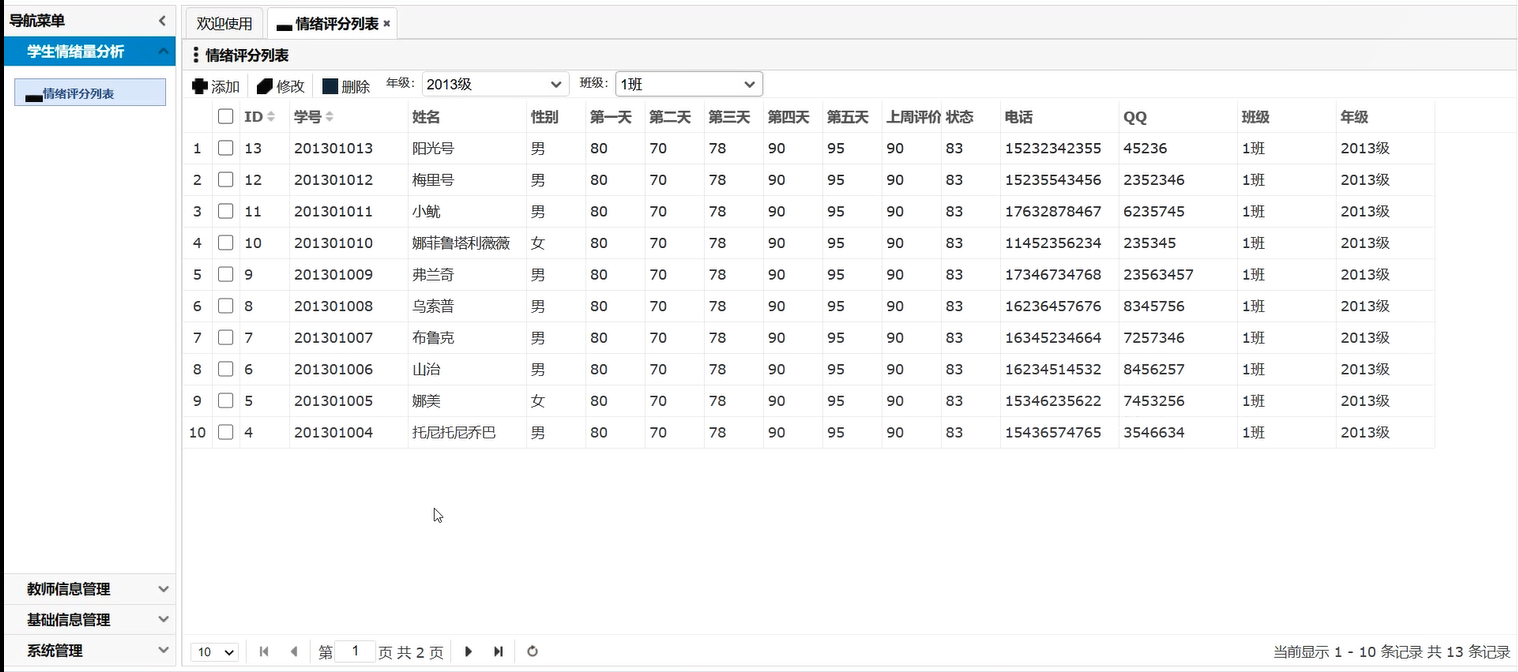 导航菜单
学生情绪量分析
情绪评分列表
教师信息管理
基础信息管理
系统管理
欢迎使用 情绪评分列表
情绪评分列表
添加 修改 删除 年级: 2013级 班级: 1班
ID 学号 姓名 性别 第一天 第二天 第三天 第四天 第五天 上周评价 状态 电话 QQ 班级 年级
1 13 201301013 阳光号 男 80 70 78 90 95 90 83 15232342355 45236 1班 2013级
2 12 201301012 梅里号 男 80 70 78 90 95 90 83 15235543456 2352346 1班 2013级
3 11 201301011 小鱿 男 80 70 78 90 95 90 83 17632878467 6235745 1班 2013级
4 10 201301010 娜菲鲁塔利薇薇 女 80 70 78 90 95 90 83 11452356234 235345 1班 2013级
5 9 201301009 弗兰奇 男 80 70 78 90 95 90 83 17346734768 23563457 1班 2013级
6 8 201301008 乌索普 男 80 70 78 90 95 90 83 16236457676 8345756 1班 2013级
7 7 201301007 布鲁克 男 80 70 78 90 95 90 83 16345234664 7257346 1班 2013级
8 6 201301006 山治 男 80 70 78 90 95 90 83 16234514532 8456257 1班 2013级
9 5 201301005 娜美 女 80 70 78 90 95 90 83 15346235622 7453256 1班 2013级
10 4 201301004 托尼托尼乔巴 男 80 70 78 90 95 90 83 15436574765 3546634 1班 2013级
10 第 1 页 共 2 页 当前显示 1 - 10 条记录 共 13 条记录